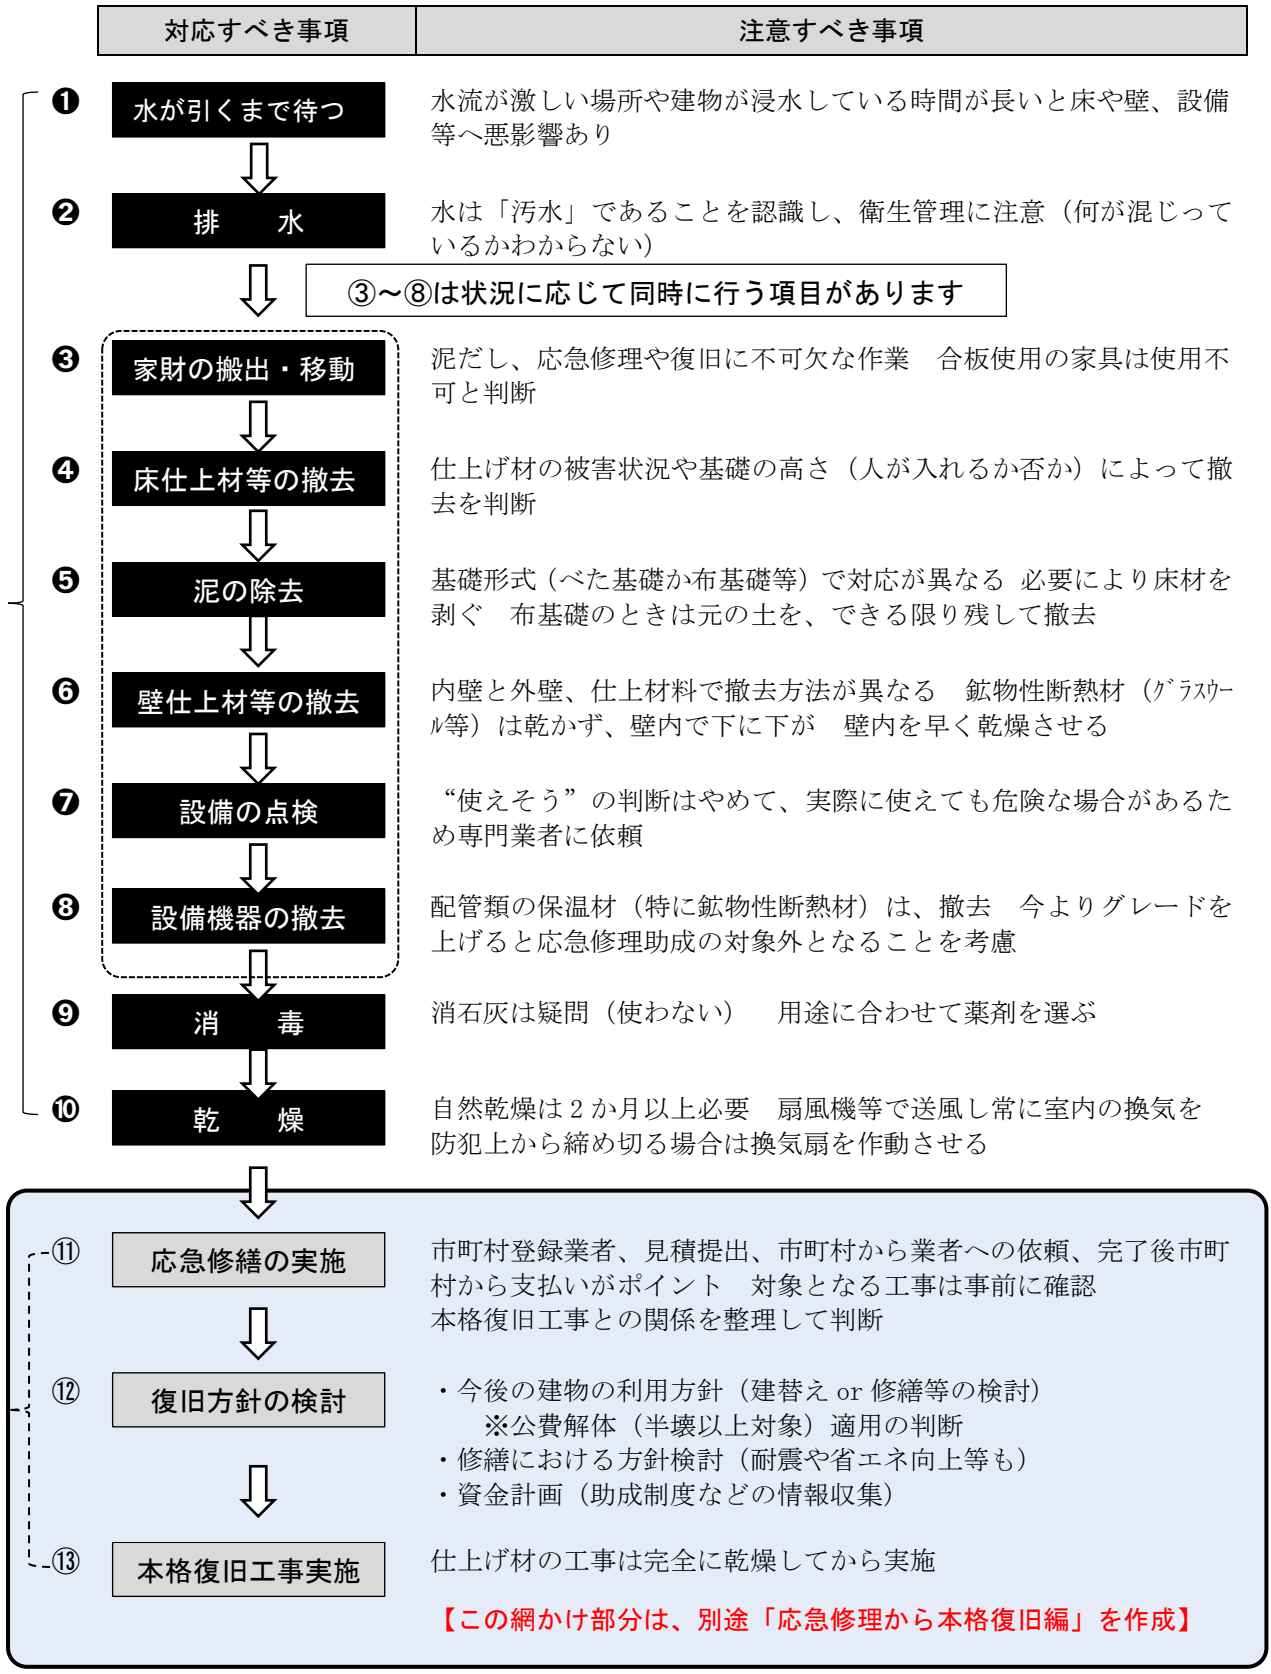 対応すべき事項　注意すべき事項
❶ 水が引くまで待つ　水流が激しい場所や建物が浸水している時間が長いと床や壁、設備
等へ悪影響あり
❷ 排　水　水は「汚水」であることを認識し、衛生管理に注意（何が混じって
いるかわからない）
③～⑧は状況に応じて同時に行う項目があります
❸ 家財の搬出・移動　泥だし、応急修理や復旧に不可欠な作業　合板使用の家具は使用不
可と判断
❹ 床仕上材等の撤去　仕上げ材の被害状況や基礎の高さ（人が入れるか否か）によって撤
去を判断
❺ 泥の除去　基礎形式（べた基礎か布基礎等）で対応が異なる 必要により床材を
剥ぐ　布基礎のときは元の土を、できる限り残して撤去
❻ 壁仕上材等の撤去　内壁と外壁、仕上材料で撤去方法が異なる　鉱物性断熱材（ｸﾞﾗｽｳｰ
ﾙ等）は乾かず、壁内で下に下が　壁内を早く乾燥させる
❼ 設備の点検　“使えそう”の判断はやめて、実際に使えても危険な場合があるた
め専門業者に依頼
❽ 設備機器の撤去　配管類の保温材（特に鉱物性断熱材）は、撤去　今よりグレードを
上げると応急修理助成の対象外となることを考慮
❾ 消　毒　消石灰は疑問（使わない）　用途に合わせて薬剤を選ぶ
❿ 乾　燥　自然乾燥は２か月以上必要　扇風機等で送風し常に室内の換気を
防犯上から締め切る場合は換気扇を作動させる
⑪ 応急修繕の実施　市町村登録業者、見積提出、市町村から業者への依頼、完了後市町
村から支払いがポイント　対象となる工事は事前に確認
本格復旧工事との関係を整理して判断
⑫ 復旧方針の検討　・今後の建物の利用方針（建替え or 修繕等の検討）
※公費解体（半壊以上対象）適用の判断
・修繕における方針検討（耐震や省エネ向上等も）
・資金計画（助成制度などの情報収集）
⑬ 本格復旧工事実施　仕上げ材の工事は完全に乾燥してから実施
【この網かけ部分は、別途「応急修理から本格復旧編」を作成】